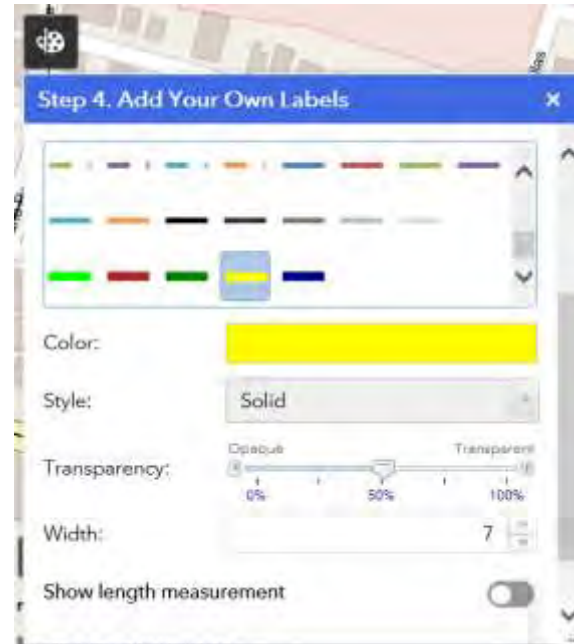 las
Step 4. Add Your Own Labels ×
Color:
Style: Solid
Opaque Transparent
Transparency:
0% 50% 100%
Width: 7
Show length measurement